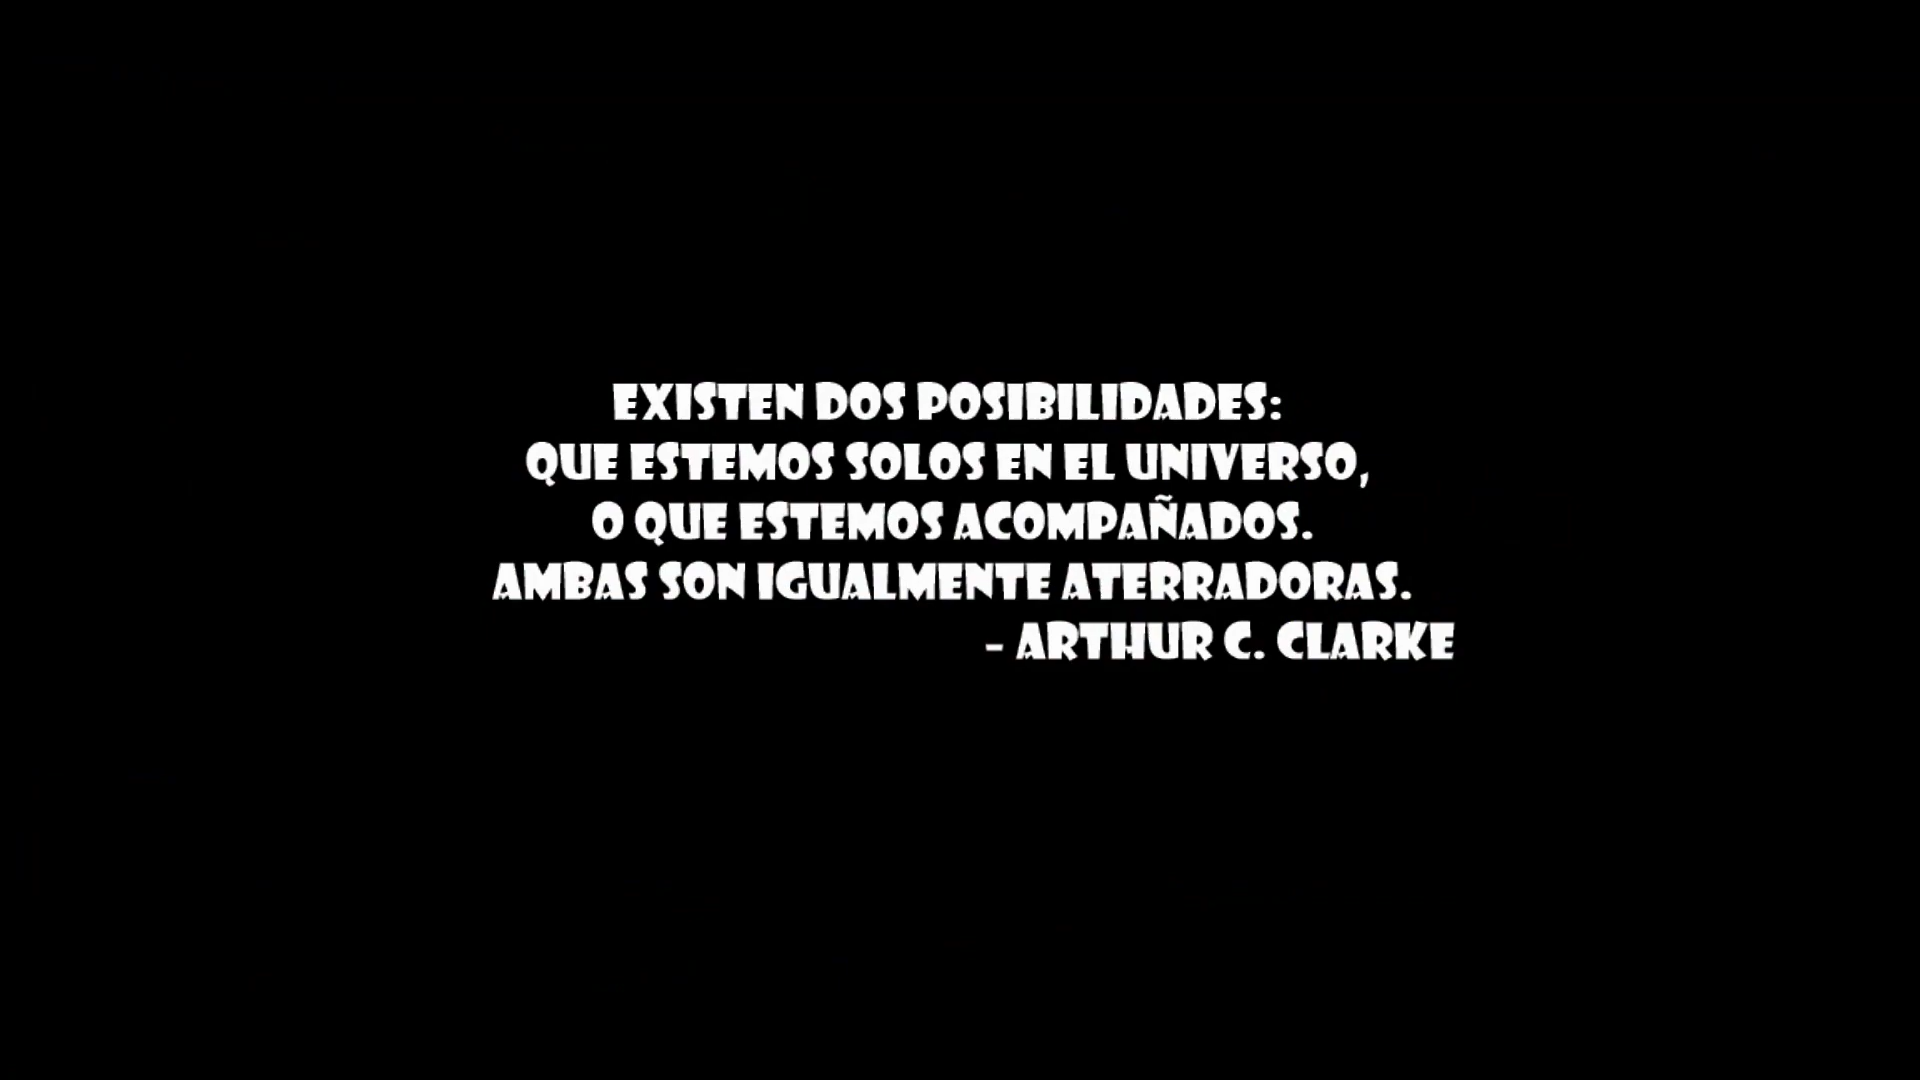 EXISTEN DOS POSIBILIDADES:
QUE ESTEMOS SOLOS EN EL UNIVERSO,
O QUE ESTEMOS ACOMPAÑADOS.
AMBAS SON IGUALMENTE ATERRADORAS.
- ARTHUR C. CLARKE